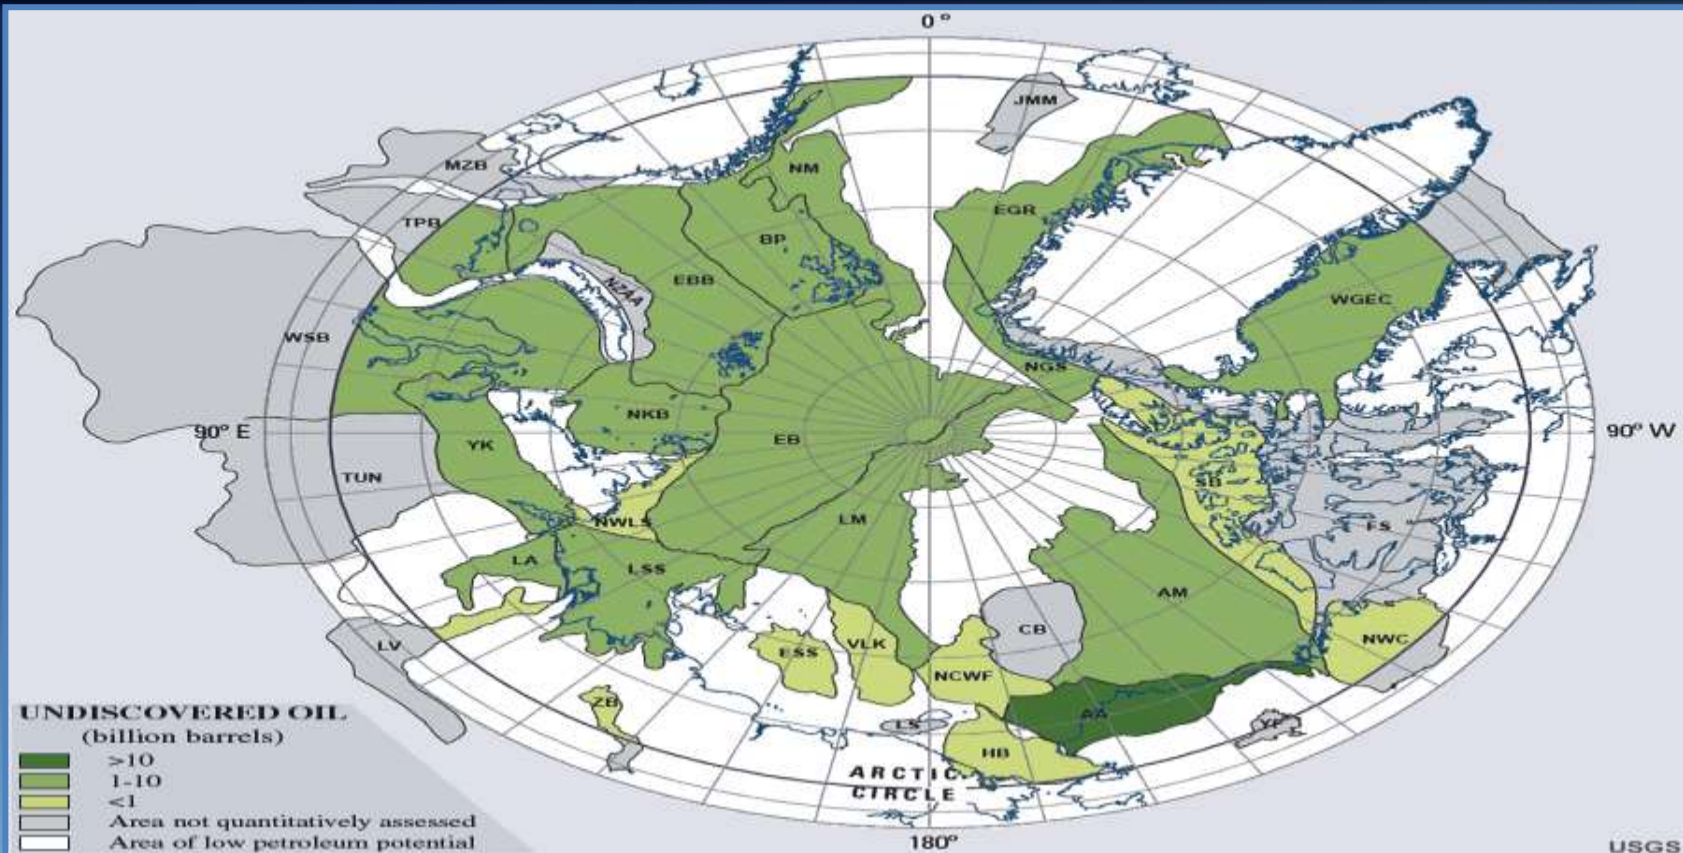 0°
JMM
MZB
NM
TPB
EGR
BP
EBB
NZAA
WGEC
WSB
NGS
NKB
90° E
YK
EB
90° W
TUN
SB
NWLS
LM
FS
LA
LSS
AM
LV
ESS
VLK
CB
NWC
NCWF
ZB
AA
LS
YF
HB
ARCTIC
CIRCLE
180°
UNDISCOVERED OIL
(billion barrels)
>10
1-10
<1
Area not quantitatively assessed
Area of low petroleum potential
USGS